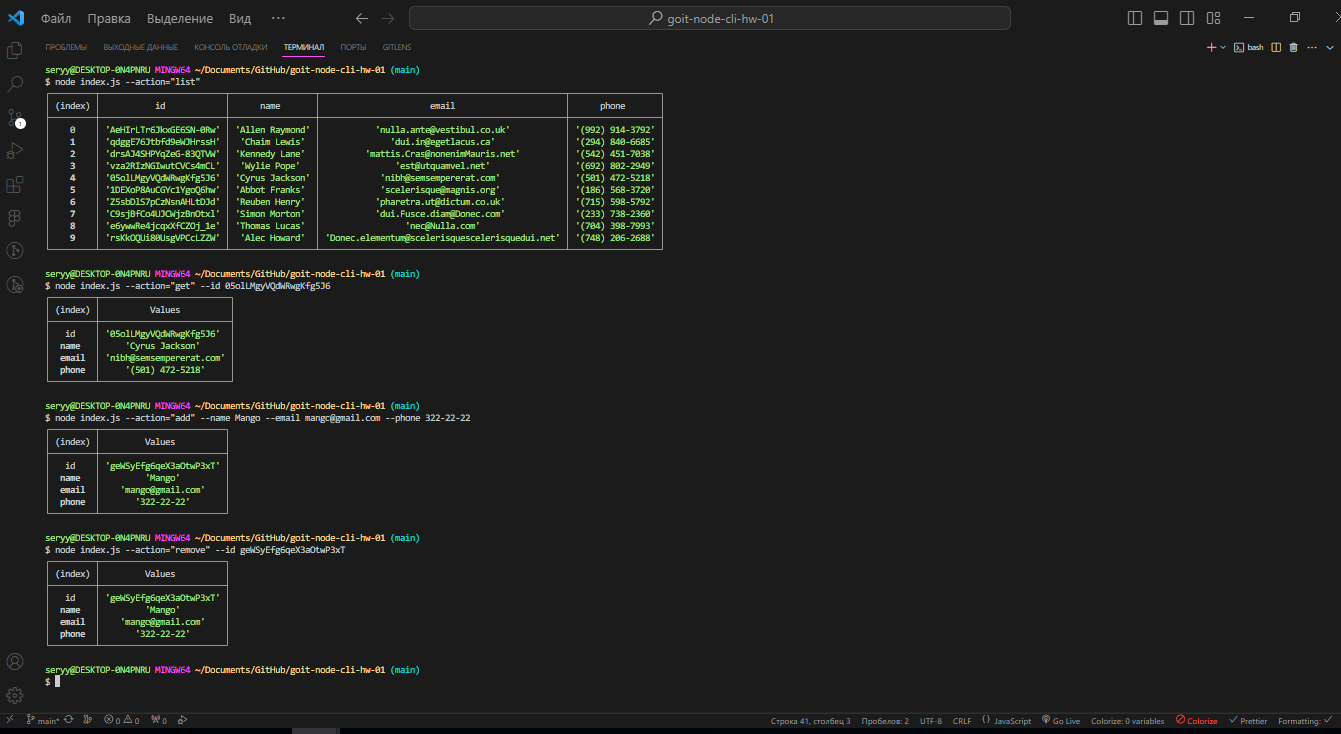 Файл Правка Выделение Вид ··· goit-node-cli-hw-01
ПРОБЛЕМЫ ВЫХОДНЫЕ ДАННЫЕ КОНСОЛЬ ОТЛАДКИ ТЕРМИНАЛ ПОРТЫ GITLENS bash
seryy@DESKTOP-0N4PNRU MINGW64 ~/Documents/GitHub/goit-node-cli-hw-01 (main)
$ node index.js --action="list"
(index) id name email phone
0 'AeHIrLTr6JkxGE6SN-0Rw' 'Allen Raymond' 'nulla.ante@vestibul.co.uk' '(992) 914-3792'
1 'qdggE76Jtbfd9eWJHrssH' 'Chaim Lewis' 'dui.in@egetlacus.ca' '(294) 840-6685'
2 'drsAJ4SHPYqZeG-83QTVW' 'Kennedy Lane' 'mattis.Cras@nonenimMauris.net' '(542) 451-7038'
3 'vza2RIzNGIwutCVCs4mCL' 'Wylie Pope' 'est@utquamvel.net' '(692) 802-2949'
4 '05olLMgyVQdWRwgKfg5J6' 'Cyrus Jackson' 'nibh@semsempererat.com' '(501) 472-5218'
5 '1DEXoP8AuCGYc1YgoQ6hw' 'Abbot Franks' 'scelerisque@magnis.org' '(186) 568-3720'
6 'Z5sbDlS7pCzNsnAHLtDJd' 'Reuben Henry' 'pharetra.ut@dictum.co.uk' '(715) 598-5792'
7 'C9sjBfCo4UJCWjzBnOtxl' 'Simon Morton' 'dui.Fusce.diam@Donec.com' '(233) 738-2360'
8 'e6ywwRe4jcqxXfCZOj_1e' 'Thomas Lucas' 'nec@Nulla.com' '(704) 398-7993'
9 'rsKkOQUi80UsgVPCcLZZW' 'Alec Howard' 'Donec.elementum@scelerisquescelerisquedui.net' '(748) 206-2688'
seryy@DESKTOP-0N4PNRU MINGW64 ~/Documents/GitHub/goit-node-cli-hw-01 (main)
$ node index.js --action="get" --id 05olLMgyVQdWRwgKfg5J6
(index) Values
id '05olLMgyVQdWRwgKfg5J6'
name 'Cyrus Jackson'
email 'nibh@semsempererat.com'
phone '(501) 472-5218'
seryy@DESKTOP-0N4PNRU MINGW64 ~/Documents/GitHub/goit-node-cli-hw-01 (main)
$ node index.js --action="add" --name Mango --email mango@gmail.com --phone 322-22-22
(index) Values
id 'geWSyEfg6qeX3aOtwP3xT'
name 'Mango'
email 'mango@gmail.com'
phone '322-22-22'
seryy@DESKTOP-0N4PNRU MINGW64 ~/Documents/GitHub/goit-node-cli-hw-01 (main)
$ node index.js --action="remove" --id geWSyEfg6qeX3aOtwP3xT
(index) Values
id 'geWSyEfg6qeX3aOtwP3xT'
name 'Mango'
email 'mango@gmail.com'
phone '322-22-22'
seryy@DESKTOP-0N4PNRU MINGW64 ~/Documents/GitHub/goit-node-cli-hw-01 (main)
$
main* 0 0 0 Строка 41, столбец 3 Пробелов: 2 UTF-8 CRLF {} JavaScript Go Live Colorize: 0 variables Colorize Prettier Formatting: ✓